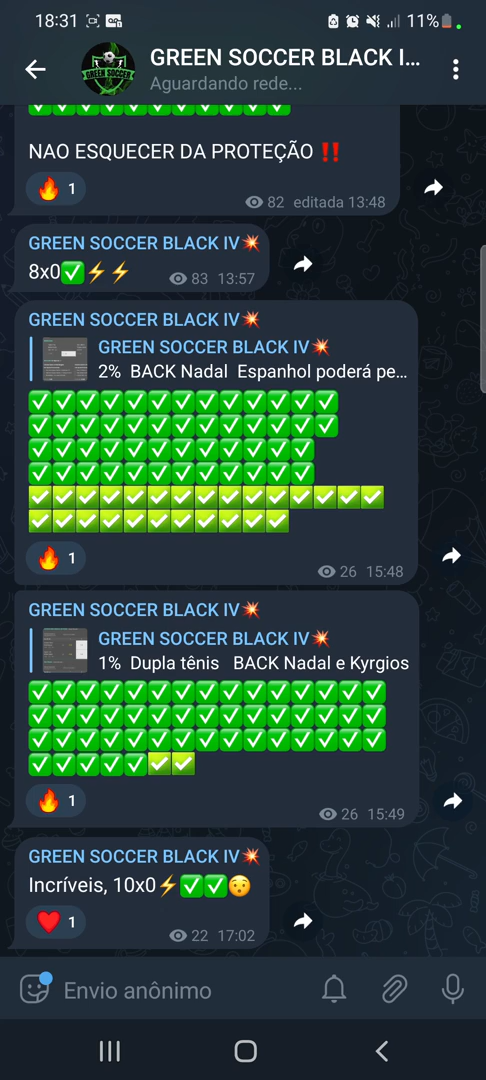 18:31
11%
GREEN SOCCER BLACK I...
Aguardando rede...
GREEN SOCCER
✅✅✅✅✅✅✅✅✅✅✅
NAO ESQUECER DA PROTEÇÃO ‼️
🔥 1
82 editada 13:48
GREEN SOCCER BLACK IV💥
8x0✅⚡⚡
83 13:57
GREEN SOCCER BLACK IV💥
GREEN SOCCER BLACK IV💥
2% BACK Nadal Espanhol poderá pe...
✅✅✅✅✅✅✅✅✅✅✅✅✅
✅✅✅✅✅✅✅✅✅✅✅✅✅
✅✅✅✅✅✅✅✅✅✅✅✅
✅✅✅✅✅✅✅✅✅✅✅✅
✅✅✅✅✅✅✅✅✅✅✅✅✅✅✅
✅✅✅✅✅✅✅✅✅✅✅
🔥 1
26 15:48
GREEN SOCCER BLACK IV💥
GREEN SOCCER BLACK IV💥
1% Dupla tênis BACK Nadal e Kyrgios
✅✅✅✅✅✅✅✅✅✅✅✅✅✅✅
✅✅✅✅✅✅✅✅✅✅✅✅✅✅✅
✅✅✅✅✅✅✅✅✅✅✅✅✅✅✅
✅✅✅✅✅✅✅
🔥 1
26 15:49
GREEN SOCCER BLACK IV💥
Incríveis, 10x0⚡✅✅😯
❤️ 1
22 17:02
Envio anônimo